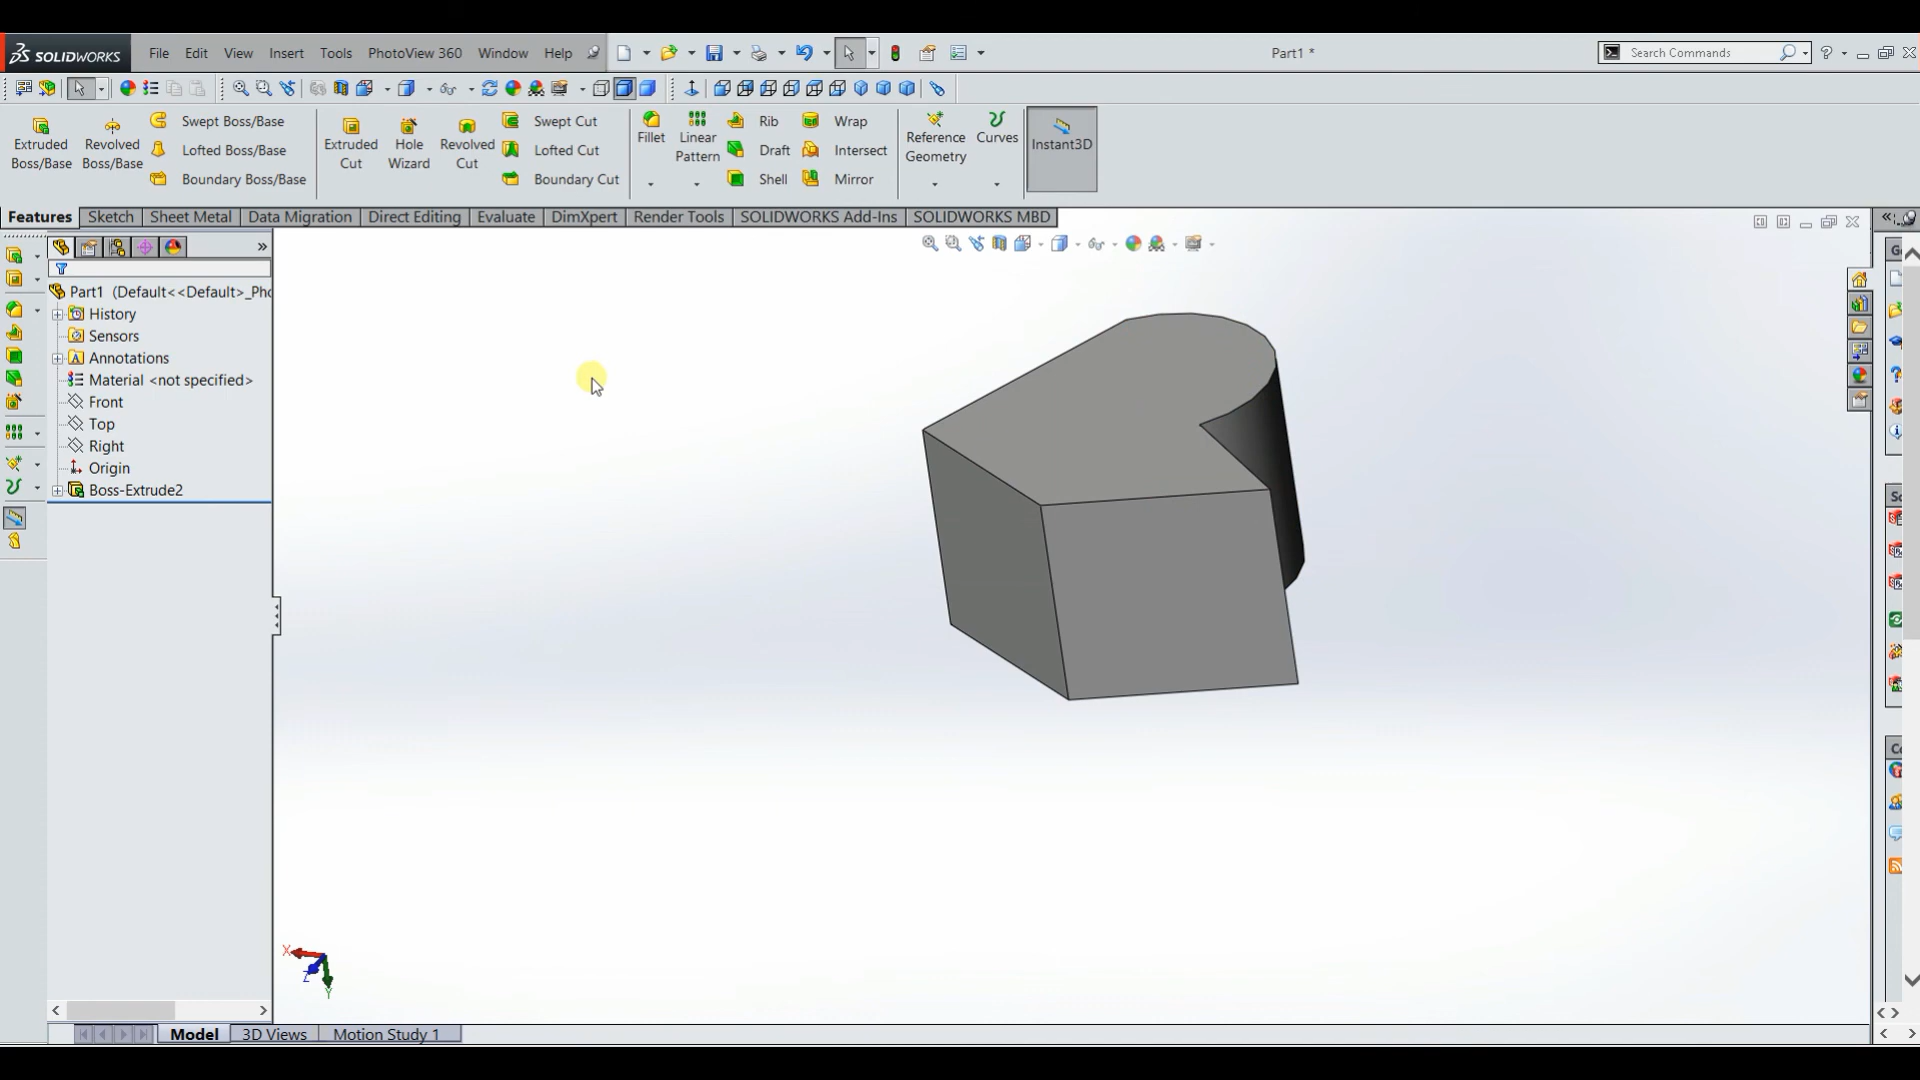 SOLIDWORKS File Edit View Insert Tools PhotoView 360 Window Help Part1 * Search Commands ?
Extruded Boss/Base
Revolved Boss/Base
Swept Boss/Base
Lofted Boss/Base
Boundary Boss/Base
Extruded Cut
Hole Wizard
Revolved Cut
Swept Cut
Lofted Cut
Boundary Cut
Fillet
Linear Pattern
Rib
Draft
Shell
Wrap
Intersect
Mirror
Reference Geometry
Curves
Instant3D
Features Sketch Sheet Metal Data Migration Direct Editing Evaluate DimXpert Render Tools SOLIDWORKS Add-Ins SOLIDWORKS MBD
Part1 (Default<<Default>_Pho
History
Sensors
Annotations
Material <not specified>
Front
Top
Right
Origin
Boss-Extrude2
X
Z
Y
Model 3D Views Motion Study 1